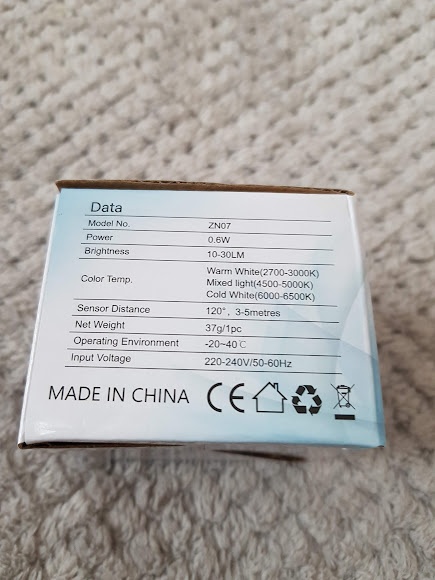 Data
Model No. ZN07
Power 0.6W
Brightness 10-30LM
Color Temp. Warm White(2700-3000K)
Mixed light(4500-5000K)
Cold White(6000-6500K)
Sensor Distance 120°, 3-5metres
Net Weight 37g/1pc
Operating Environment -20~40℃
Input Voltage 220-240V/50-60Hz
MADE IN CHINA CE